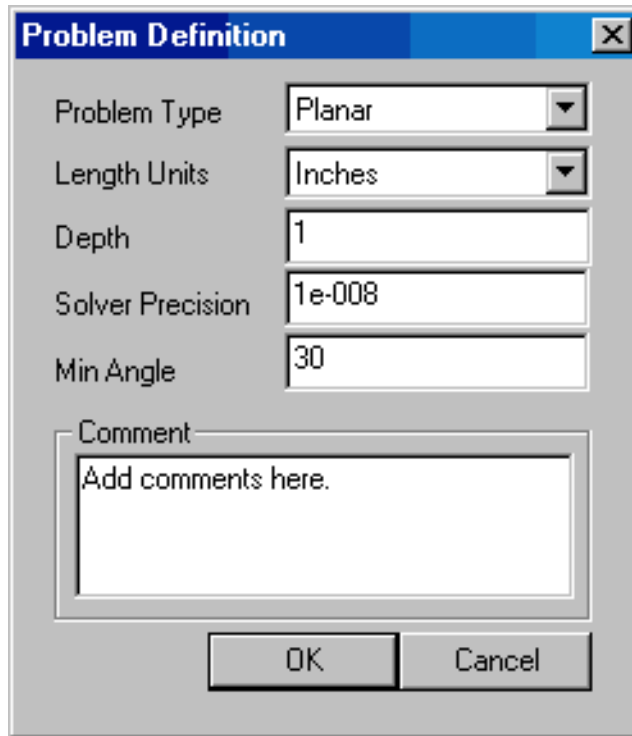 Problem Definition
Problem Type Planar
Length Units Inches
Depth 1
Solver Precision 1e-008
Min Angle 30
Comment
Add comments here.
OK Cancel